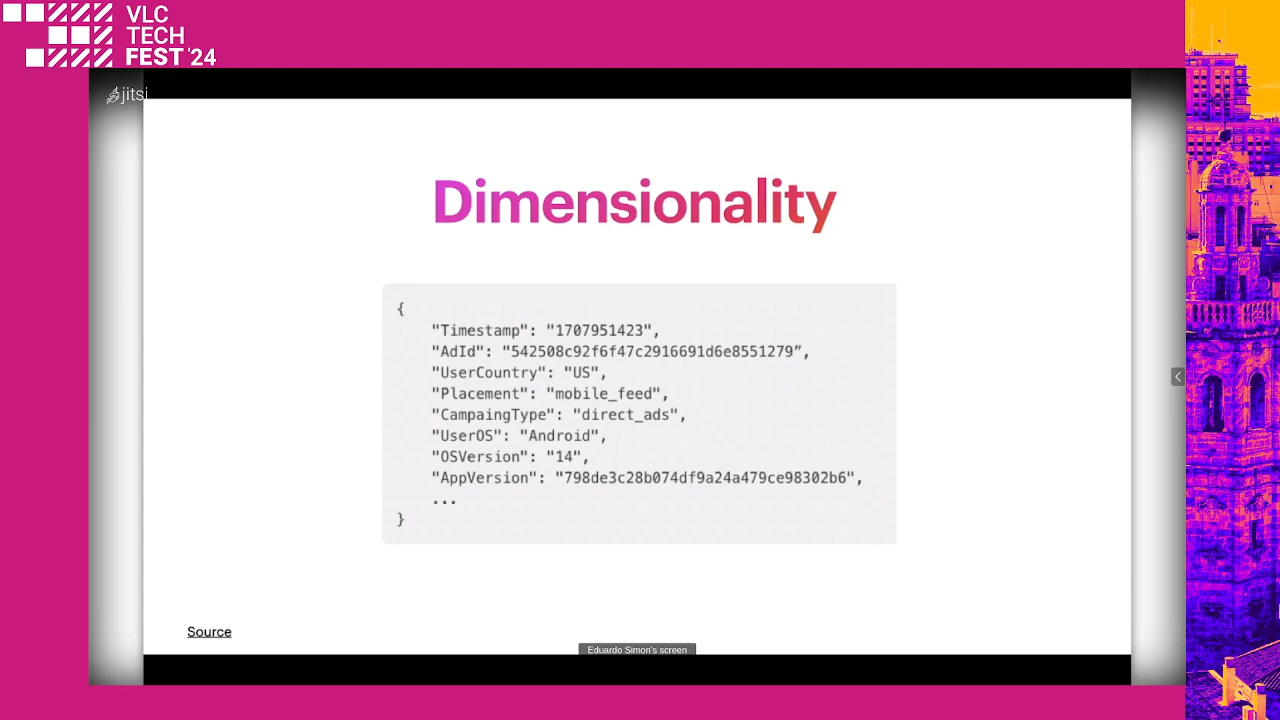 VLC
TECH
FEST '24
jitsi
Dimensionality
{
"Timestamp": "1707951423",
"AdId": "542508c92f6f47c2916691d6e8551279”,
"UserCountry": "US",
"Placement": "mobile_feed",
"CampaingType": "direct_ads",
"UserOS": "Android",
"OSVersion": "14",
"AppVersion": "798de3c28b074df9a24a479ce98302b6",
...
}
Source
Eduardo Simon's screen